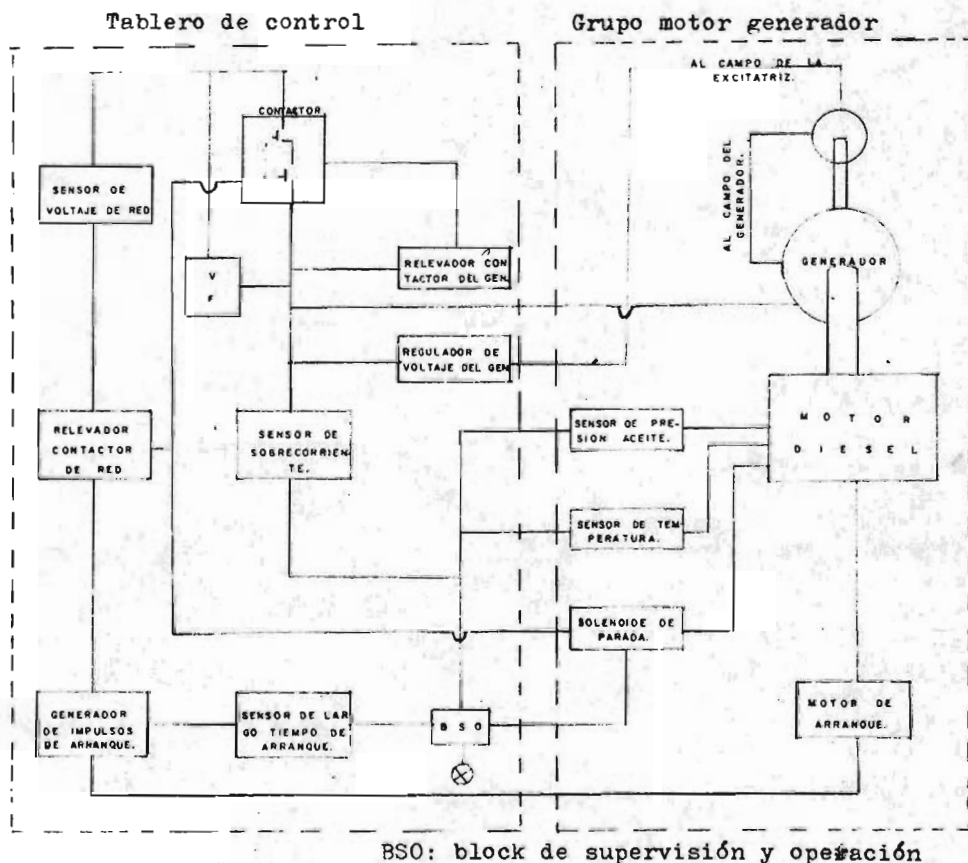 Tablero de control
Grupo motor generador
AL CAMPO DE LA
EXCITATRIZ.
CONTACTOR
AL CAMPO DEL
GENERADOR.
SENSOR DE
VOLTAJE DE RED
GENERADOR
V
F
RELEVADOR CON
TACTOR DEL GEN.
REGULADOR DE
VOLTAJE DEL GEN
RELEVADOR
CONTACTOR
DE RED
SENSOR DE
SOBRECORRIEN
TE.
SENSOR DE PRE-
SION ACEITE.
MOTOR
DIESEL
SENSOR DE TEM
PERATURA.
SOLENOIDE DE
PARADA.
GENERADOR
DE IMPULSOS
DE ARRANQUE.
SENSOR DE LAR
GO TIEMPO DE
ARRANQUE.
B S O
MOTOR DE
ARRANQUE.
BSO: block de supervisión y operación